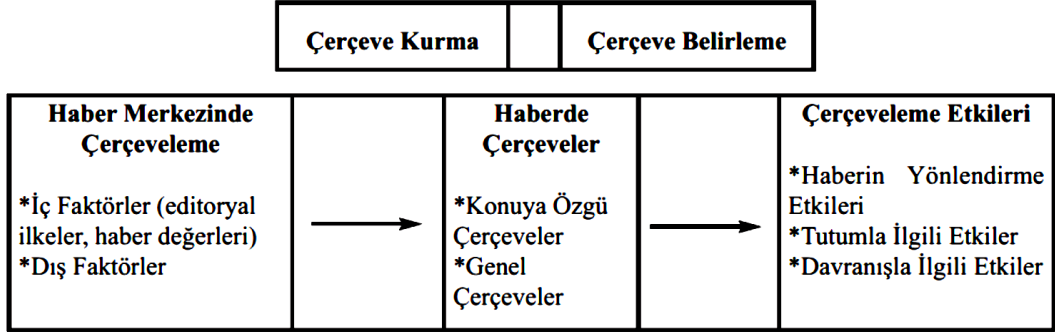 Çerçeve Kurma
Çerçeve Belirleme
Haber Merkezinde
Çerçeveleme
*İç Faktörler (editoryal
ilkeler, haber değerleri)
*Dış Faktörler
Haberde
Çerçeveler
*Konuya Özgü
Çerçeveler
*Genel
Çerçeveler
Çerçeveleme Etkileri
*Haberin Yönlendirme
Etkileri
*Tutumla İlgili Etkiler
*Davranışla İlgili Etkiler